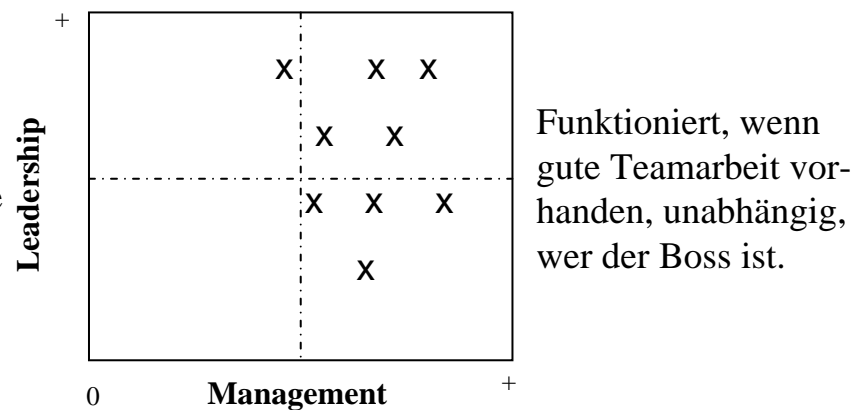 +
x x x
x x
Leadership
x x x
x
0
Management
+
Funktioniert, wenn
gute Teamarbeit vor-
handen, unabhängig,
wer der Boss ist.